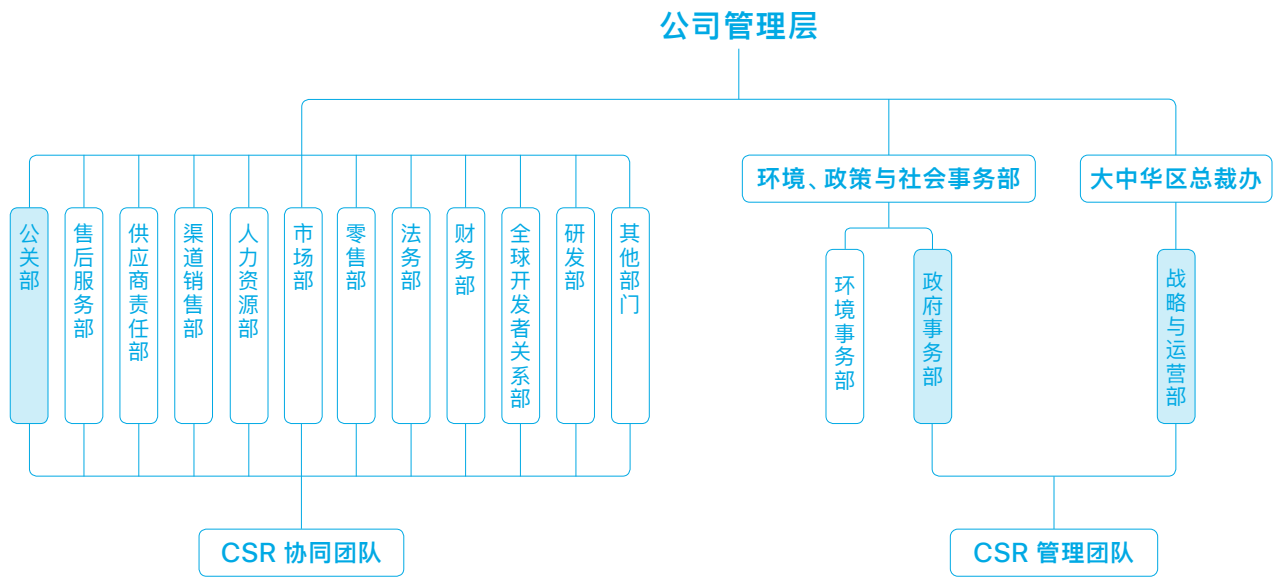 公司管理层
环境、政策与社会事务部
大中华区总裁办
公关部
售后服务部
供应商责任部
渠道销售部
人力资源部
市场部
零售部
法务部
财务部
全球开发者关系部
研发部
其他部门
环境事务部
政府事务部
战略与运营部
CSR 协同团队
CSR 管理团队